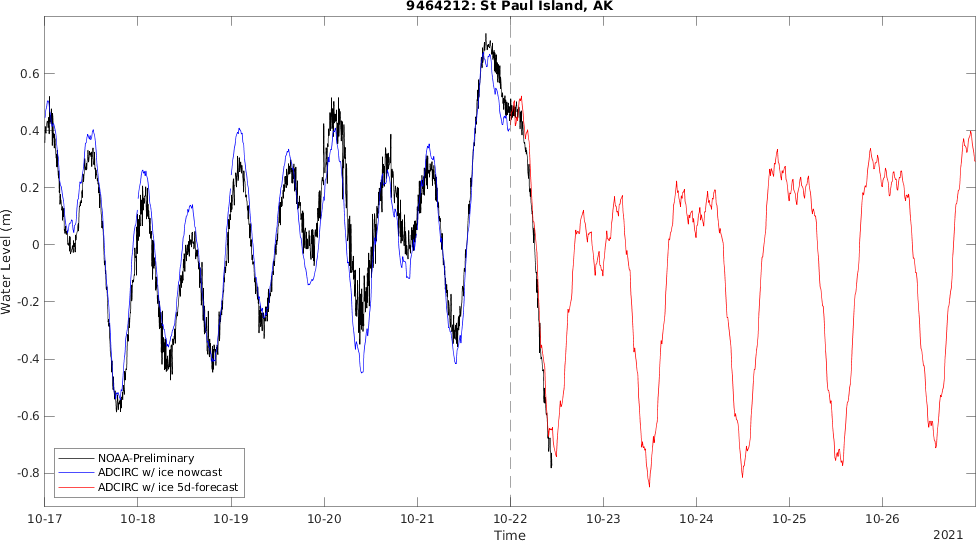 9464212: St Paul Island, AK
Water Level (m)
0.6
0.4
0.2
0
-0.2
-0.4
-0.6
-0.8
NOAA-Preliminary
ADCIRC w/ ice nowcast
ADCIRC w/ ice 5d-forecast
10-17 10-18 10-19 10-20 10-21 10-22 10-23 10-24 10-25 10-26
Time
2021